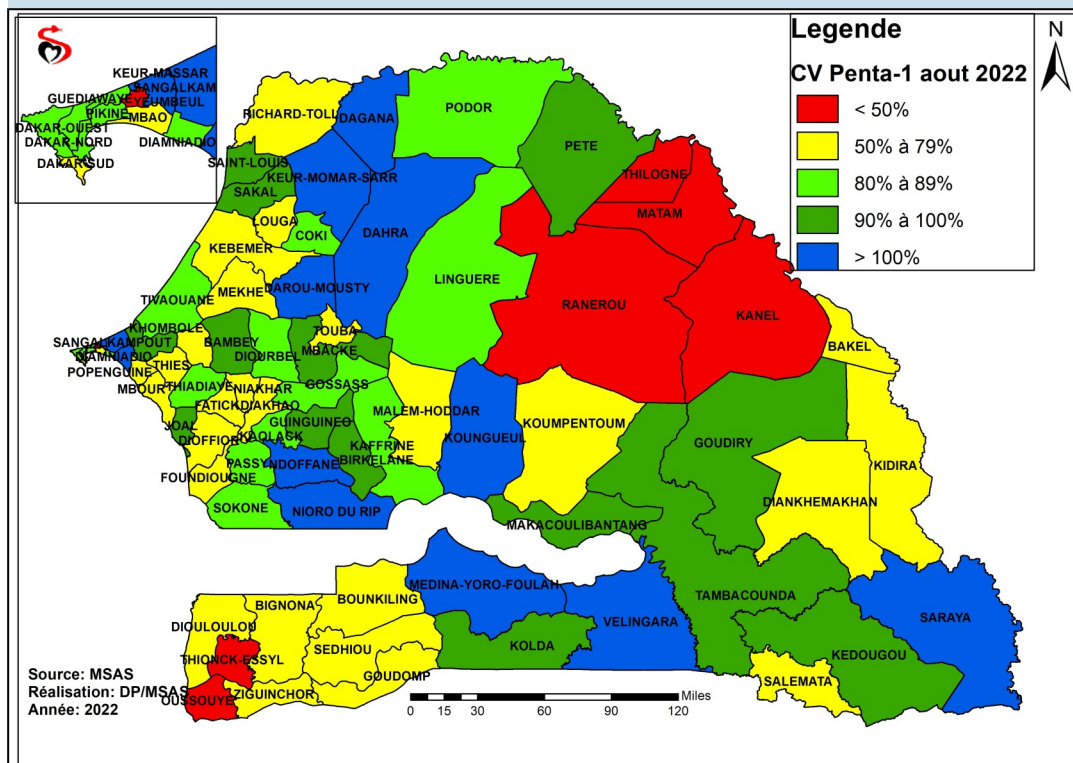 Legende
CV Penta-1 aout 2022
< 50%
50% à 79%
80% à 89%
90% à 100%
> 100%
N
KEUR-MASSAR
SANGALKAM
GUEDIAWAYE
YEUMBEUL
PIKINE
MBAO
DAKAR-OUEST
DAKAR-NORD
DIAMNIADIO
DAKAR-SUD
RICHARD-TOLL
DAGANA
PODOR
PETE
SAINT-LOUIS
KEUR-MOMAR-SARR
SAKAL
THILOGNE
MATAM
LOUGA
COKI
DAHRA
KEBEMER
LINGUERE
MEKHE
DAROU-MOUSTY
TIVAOUANE
RANEROU
KANEL
KHOMBOLE
TOUBA
SANGALKAM
POUT
BAMBEY
MBACKE
BAKEL
DIAMNIADIO
DIOURBEL
POPENGUINE
THIES
MBOUR
THIADIAYE
NIAKHAR
GOSSASS
FATICK
DIAKHAO
MALEM-HODDAR
JOAL
GUINGUINEO
KOUMPENTOUM
DIOFFIOR
KAOLACK
KOUNGUEUL
GOUDIRY
KAFFRINE
BIRKELANE
PASSY
NDOFFANE
KIDIRA
FOUNDIOUGNE
DIANKHEMAKHAN
SOKONE
NIORO DU RIP
MAKACOULIBANTANG
MEDINA-YORO-FOULAH
TAMBACOUNDA
BOUNKILING
BIGNONA
SARAYA
DIOULOULOU
VELINGARA
SEDHIOU
KOLDA
KEDOUGOU
THIONCK-ESSYL
GOUDOMP
SALEMATA
OUSSOUYE
ZIGUINCHOR
Source: MSAS
Réalisation: DP/MSAS
Année: 2022
Miles
0 15 30 60 90 120